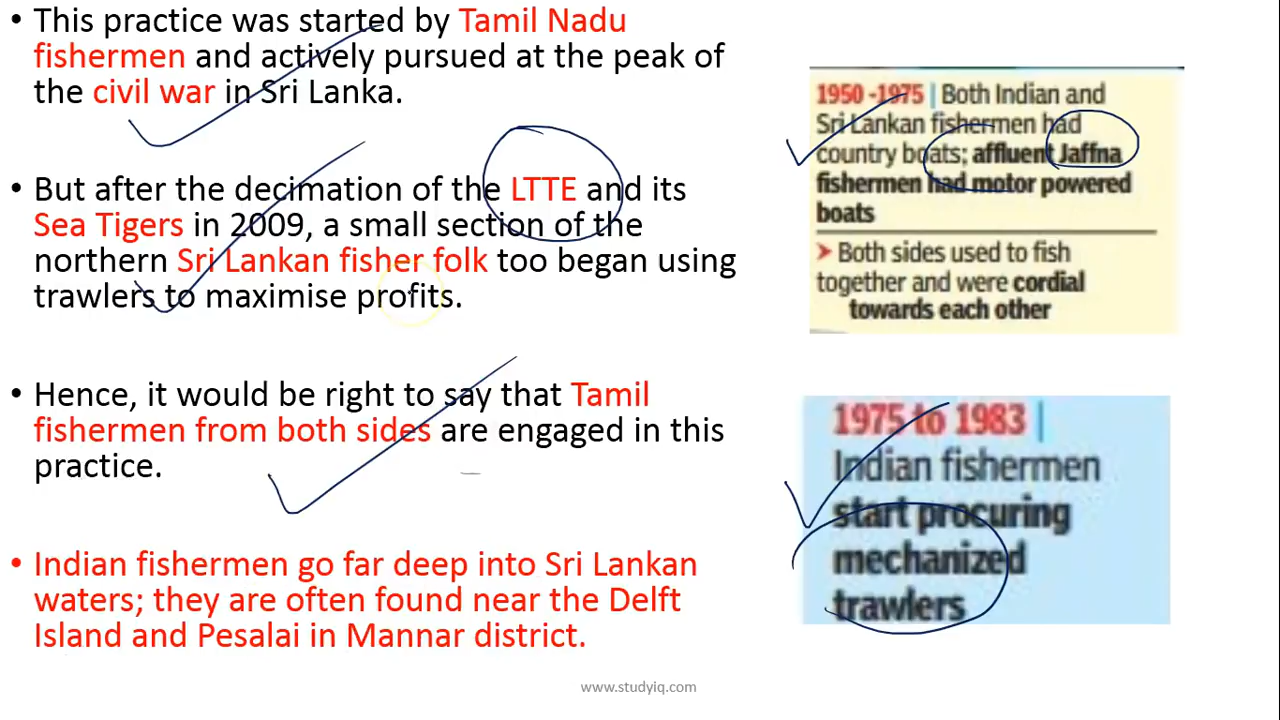 • This practice was started by Tamil Nadu
fishermen and actively pursued at the peak of
the civil war in Sri Lanka.
• But after the decimation of the LTTE and its
Sea Tigers in 2009, a small section of the
northern Sri Lankan fisher folk too began using
trawlers to maximise profits.
• Hence, it would be right to say that Tamil
fishermen from both sides are engaged in this
practice.
• Indian fishermen go far deep into Sri Lankan
waters; they are often found near the Delft
Island and Pesalai in Mannar district.
1950 -1975 | Both Indian and
Sri Lankan fishermen had
country boats; affluent Jaffna
fishermen had motor powered
boats
➤ Both sides used to fish
together and were cordial
towards each other
1975 to 1983 |
Indian fishermen
start procuring
mechanized
trawlers
www.studyiq.com